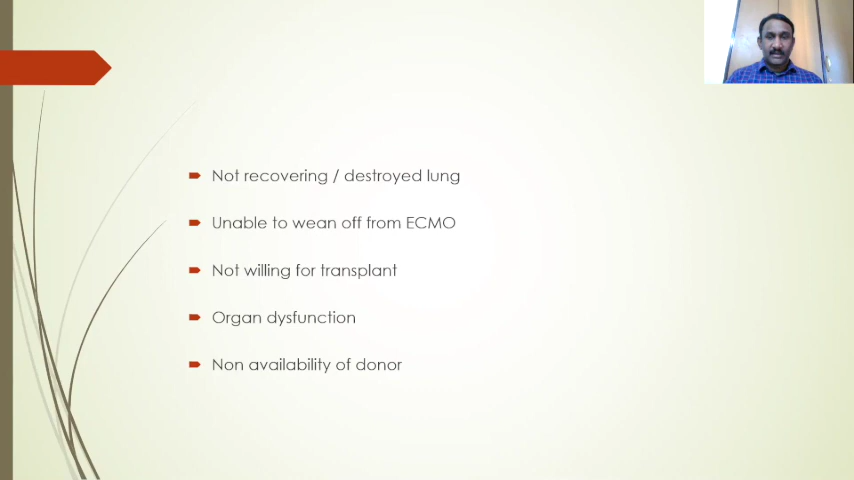 Not recovering / destroyed lung
Unable to wean off from ECMO
Not willing for transplant
Organ dysfunction
Non availability of donor